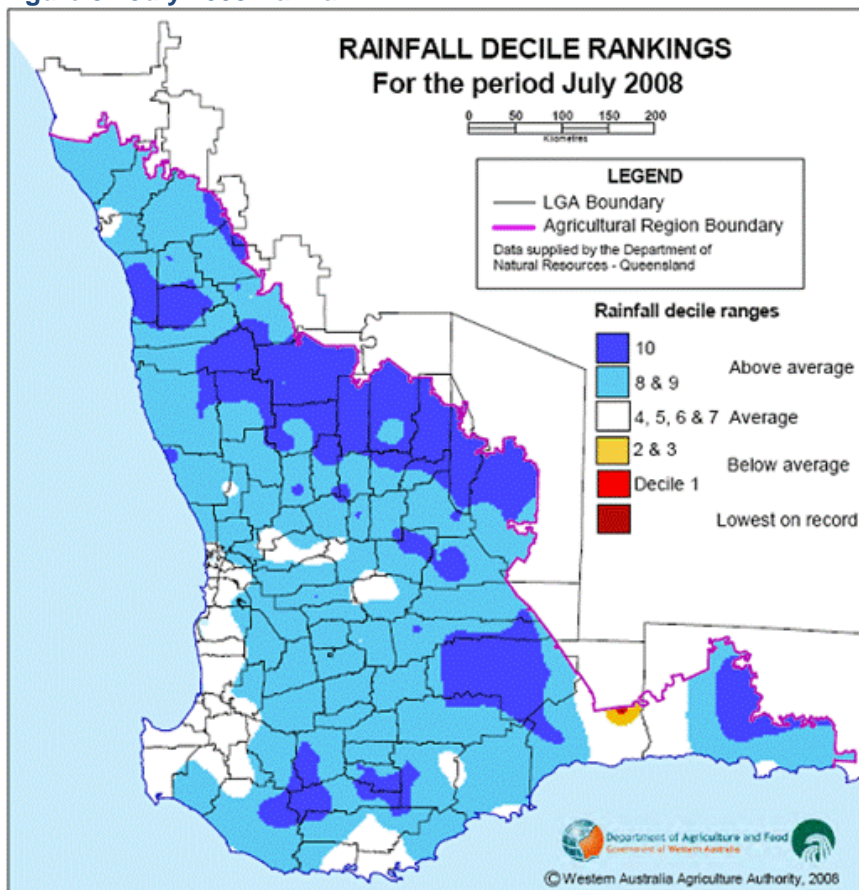 RAINFALL DECILE RANKINGS
For the period July 2008
0 50 100 150 200
Kilometres
LEGEND
LGA Boundary
Agricultural Region Boundary
Data supplied by the Department of
Natural Resources - Queensland
Rainfall decile ranges
10
Above average
8 & 9
4, 5, 6 & 7 Average
2 & 3
Below average
Decile 1
Lowest on record
Department of Agriculture and Food
Government of Western Australia
© Western Australia Agriculture Authority, 2008